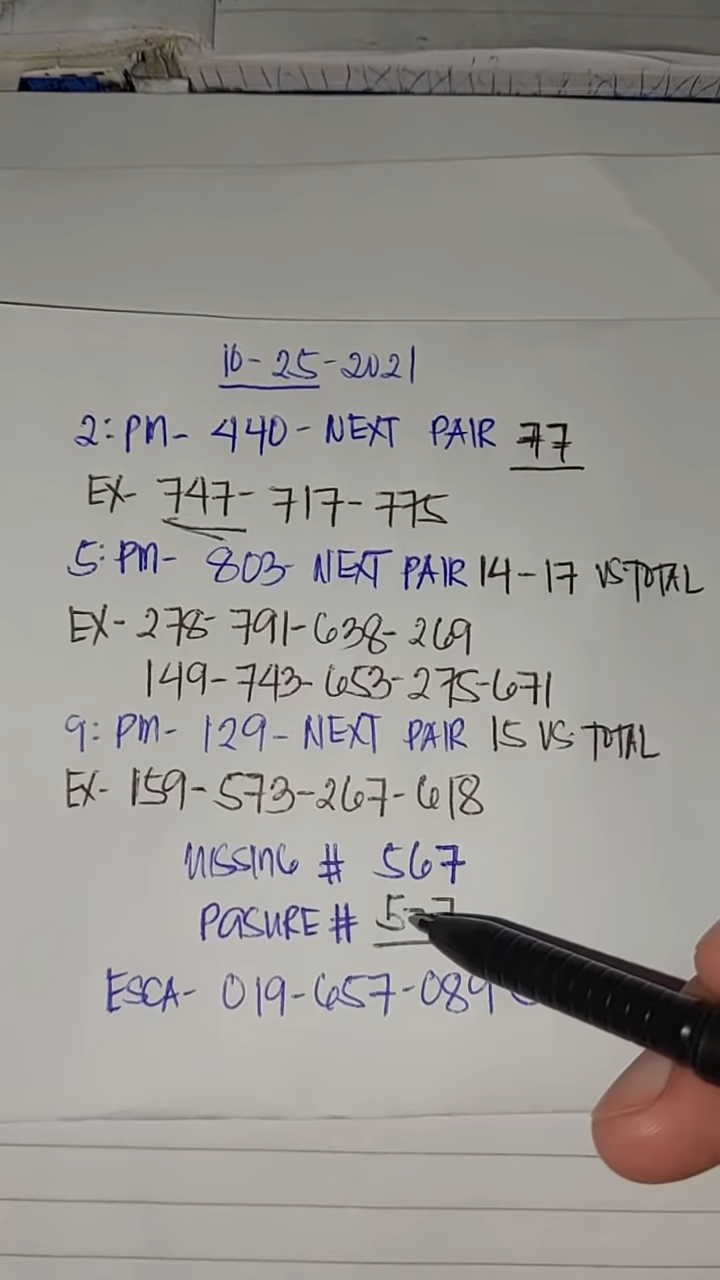 10-25-2021
2:PM- 440- NEXT PAIR 77
EX- 747- 717- 775
5:PM- 803- NEXT PAIR 14-17 VS TOTAL
EX- 278- 791- 638- 269
149- 743- 653- 275- 671
9:PM- 129- NEXT PAIR 15 VS TOTAL
EX- 159- 573- 267- 618
MISSING # 567
PASURE # 5-7
ESCA- 019-657-089